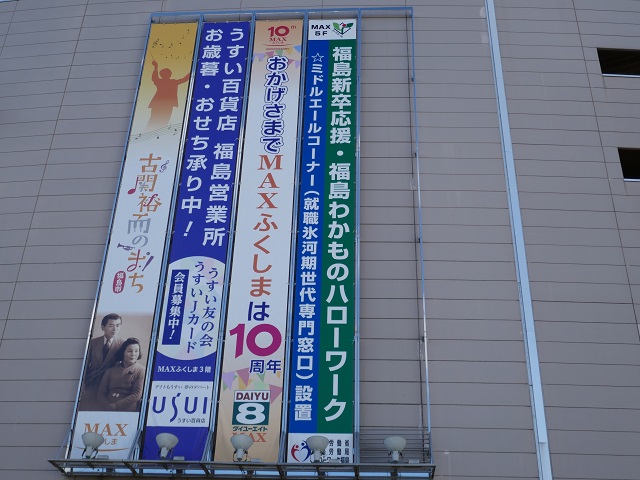 古関裕而のまち
福島市
MAX
ふくしま
うすい百貨店 福島営業所
お歳暮・おせち承り中！
うすい友の会
うすいJカード
会員募集中！
MAXふくしま3階
USUI
うすい百貨店
10th
MAX
おかげさまで
MAXふくしまは
10周年
DAIYU
8
ダイユーエイト
MAX
MAX
5F
福島新卒応援・福島わかものハローワーク
☆ミドルエールコーナー（就職氷河期世代専門窓口）設置
労働省
労働局